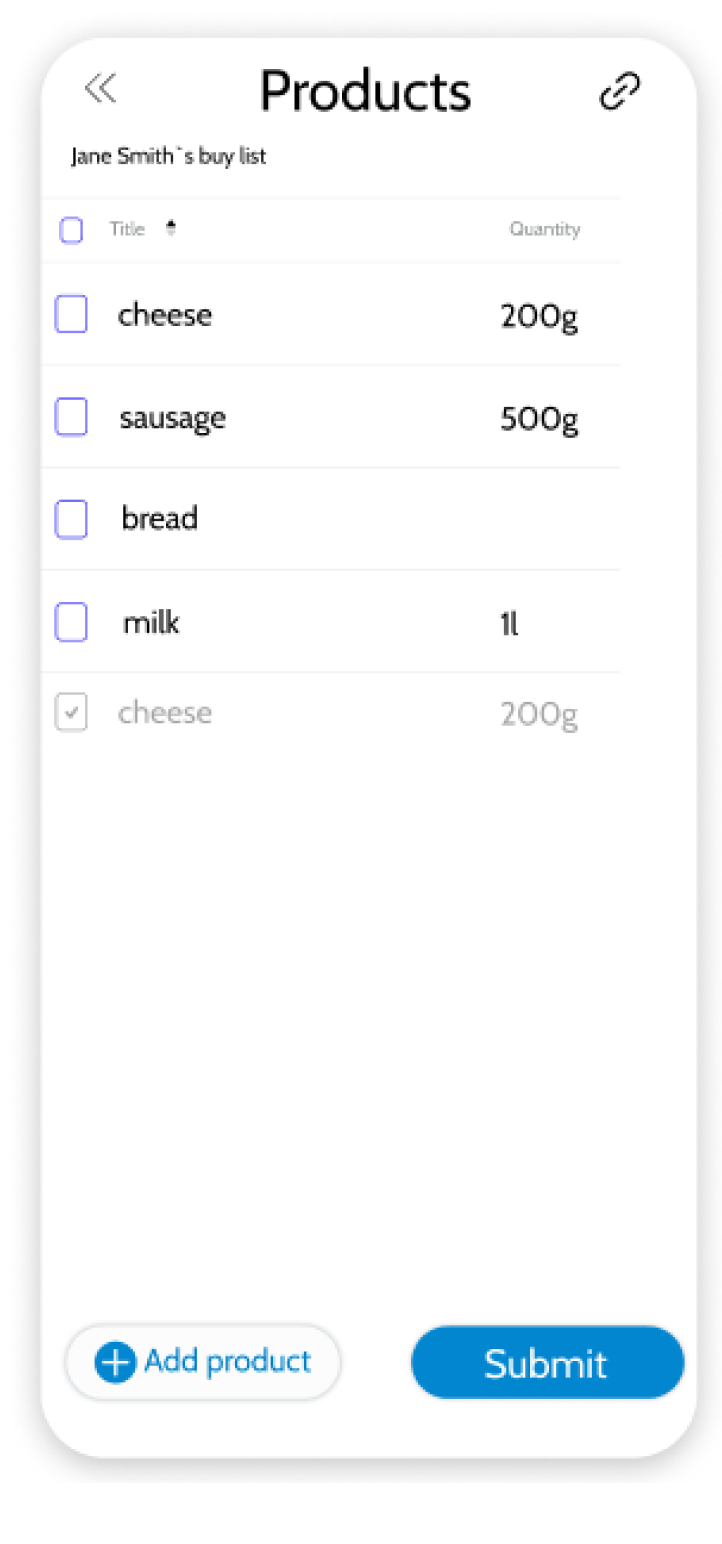 Products
Jane Smith`s buy list
Title Quantity
cheese 200g
sausage 500g
bread
milk 1l
cheese 200g
Add product Submit